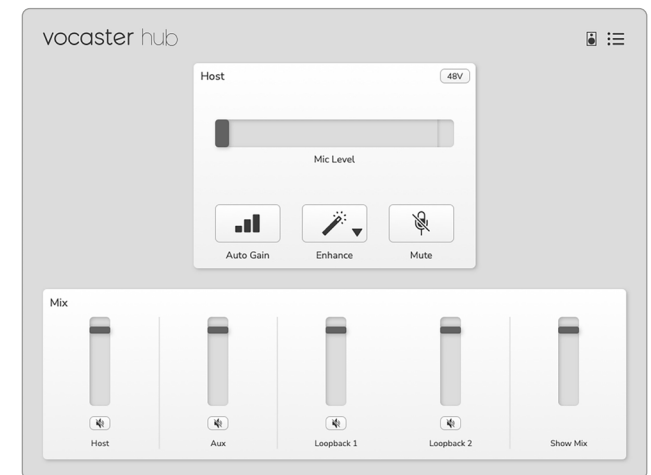 vocaster hub
Host
48V
Mic Level
Auto Gain
Enhance
Mute
Mix
Host
Aux
Loopback 1
Loopback 2
Show Mix